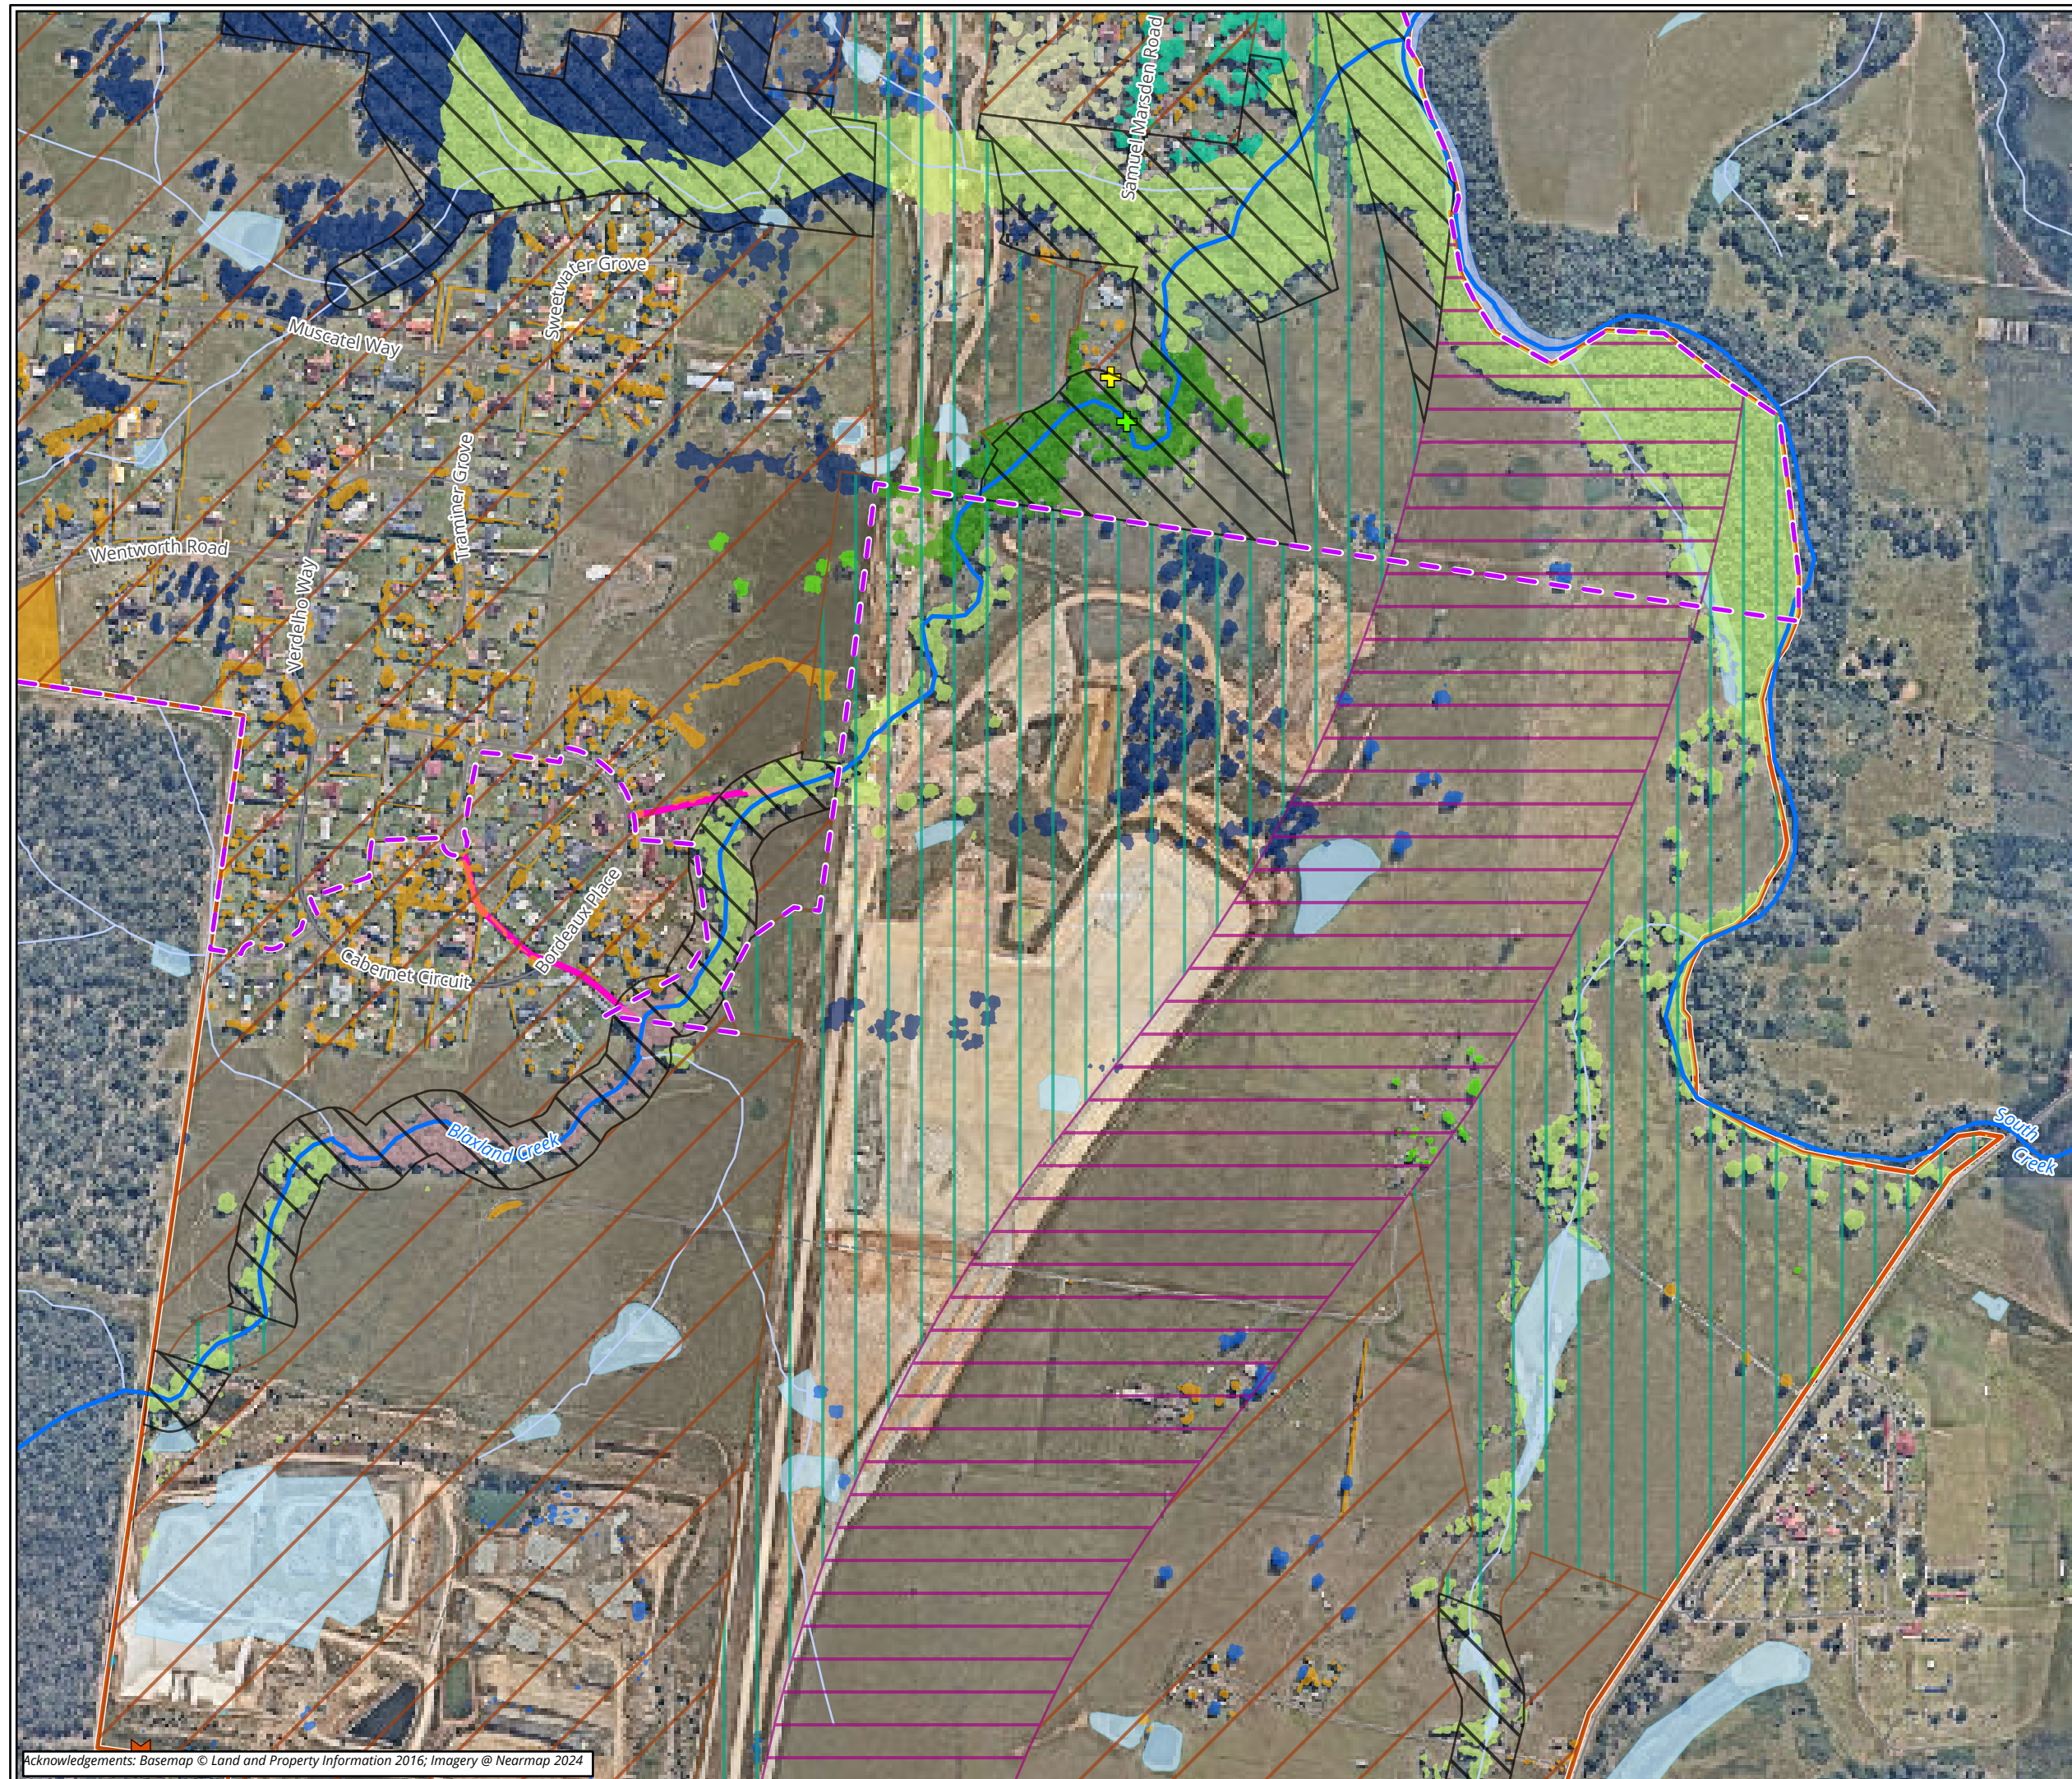 Samuel Marsden Road
Sweetwater Grove
Muscatel Way
Traminer Grove
Wentworth Road
Verdelho Way
Bordeaux Place
Cabernet Circuit
Blaxland Creek
South
Creek
Acknowledgements: Basemap © Land and Property Information 2016; Imagery @ Nearmap 2024